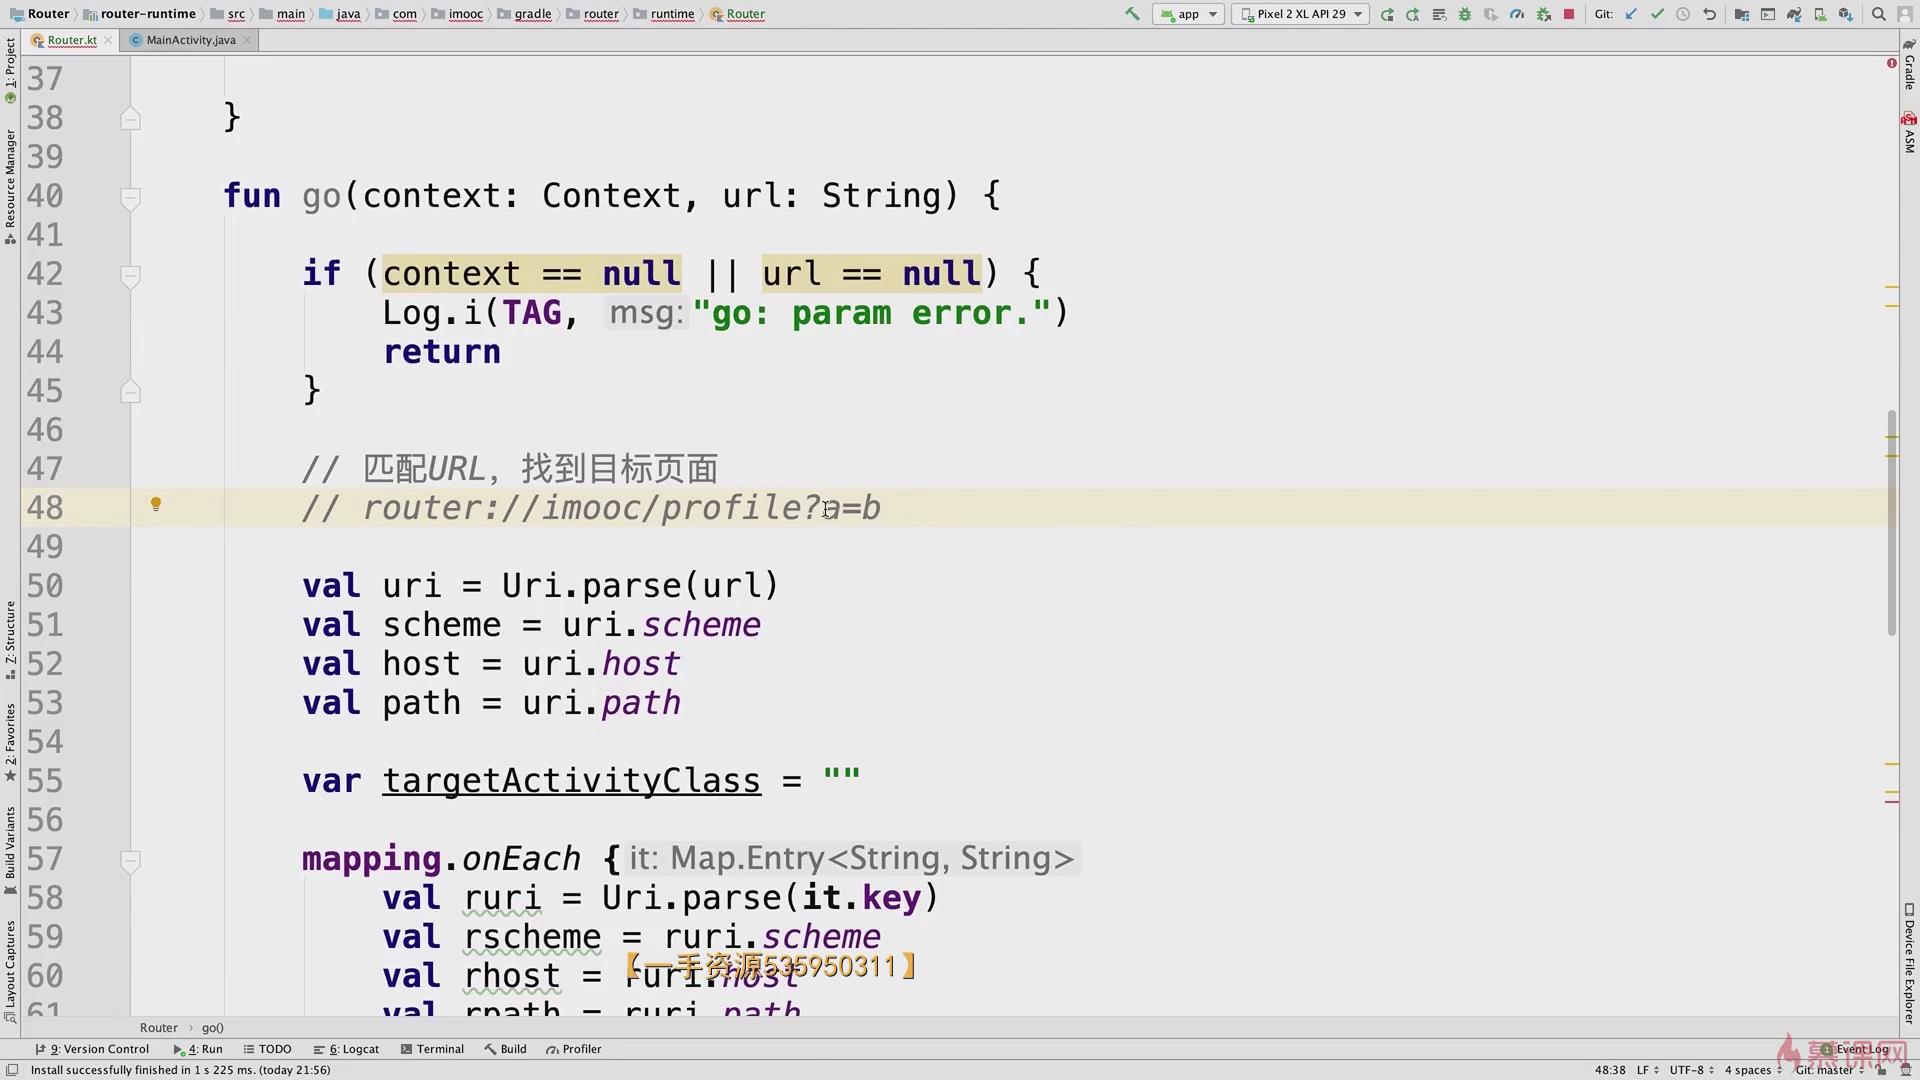 Router router-runtime src main java com imooc gradle router runtime Router app Pixel 2 XL API 29 Git:
Router.kt MainActivity.java
1: Project
Resource Manager
Z: Structure
2: Favorites
Build Variants
Layout Captures
Gradle
ASM
Device File Explorer
37
38 }
39
40 fun go(context: Context, url: String) {
41
42 if (context == null || url == null) {
43 Log.i(TAG, msg: "go: param error.")
44 return
45 }
46
47 // 匹配URL，找到目标页面
48 // router://imooc/profile?a=b
49
50 val uri = Uri.parse(url)
51 val scheme = uri.scheme
52 val host = uri.host
53 val path = uri.path
54
55 var targetActivityClass = ""
56
57 mapping.onEach { it: Map.Entry<String, String>
58 val ruri = Uri.parse(it.key)
59 val rscheme = ruri.scheme
60 val rhost = ruri.host
【一手资源535950311】
61 val rpath = ruri.path
Router › go()
9: Version Control 4: Run TODO 6: Logcat Terminal Build Profiler Event Log
慕课网
Install successfully finished in 1 s 225 ms. (today 21:56) 48:38 LF UTF-8 4 spaces Git: master